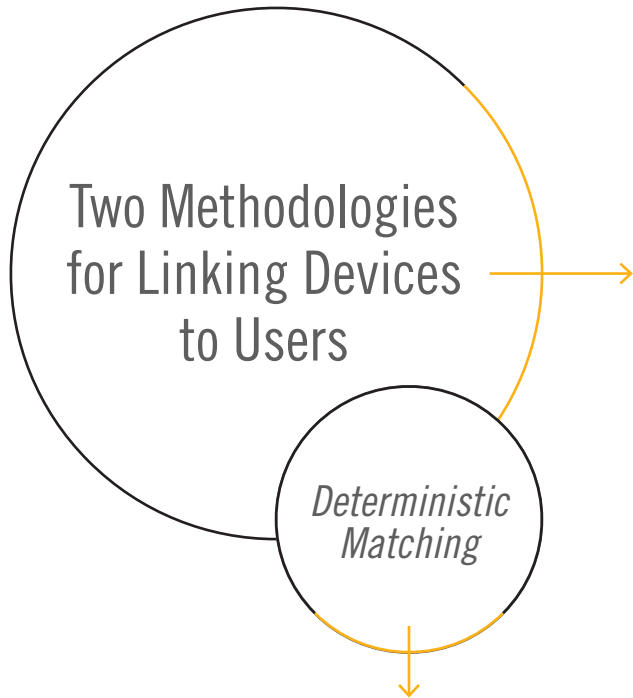 Two Methodologies
for Linking Devices
to Users
Deterministic
Matching